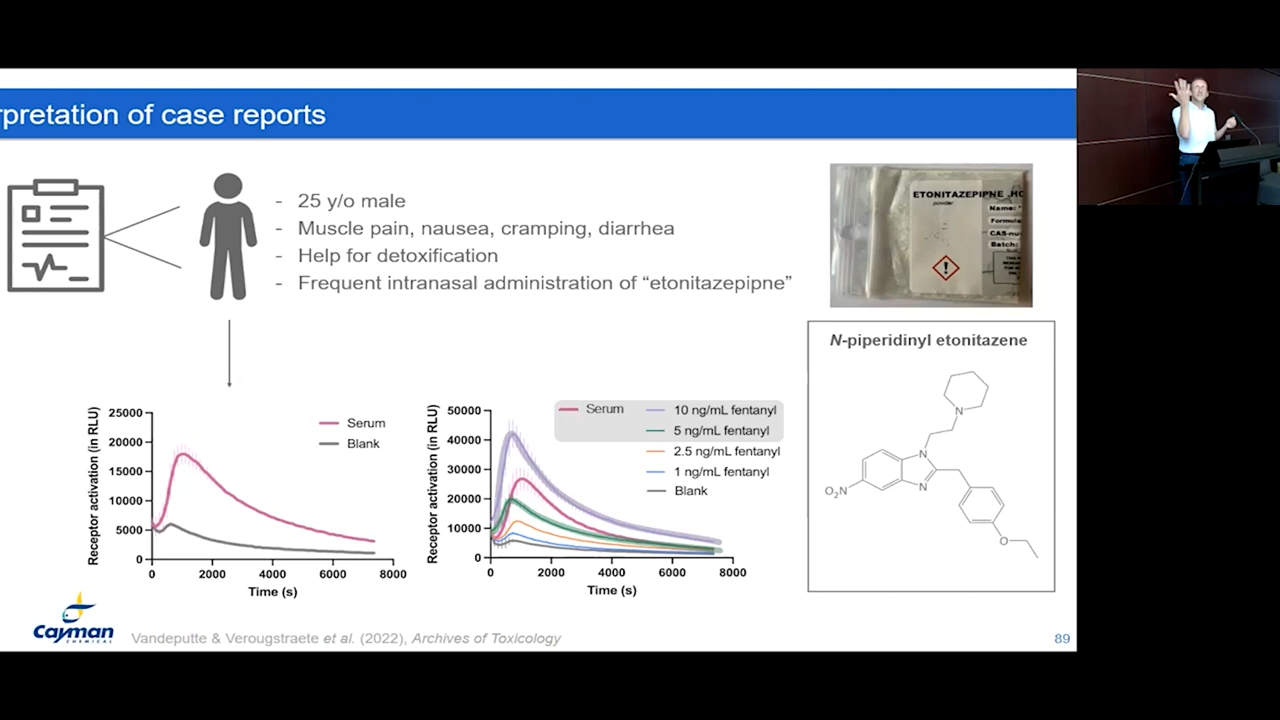 rpretation of case reports
- 25 y/o male
- Muscle pain, nausea, cramping, diarrhea
- Help for detoxification
- Frequent intranasal administration of “etonitazepipne”
ETONITAZEPIPNE .HC
powder
Name:
Formula
CAS-nu
Batch:
N-piperidinyl etonitazene
N
N
N
O₂N
O
Receptor activation (in RLU)
25000
20000
15000
10000
5000
0
0 2000 4000 6000 8000
Time (s)
Serum
Blank
Receptor activation (in RLU)
50000
40000
30000
20000
10000
0
0 2000 4000 6000 8000
Time (s)
Serum
10 ng/mL fentanyl
5 ng/mL fentanyl
2.5 ng/mL fentanyl
1 ng/mL fentanyl
Blank
Cayman
CHEMICAL
Vandeputte & Verougstraete et al. (2022), Archives of Toxicology
89